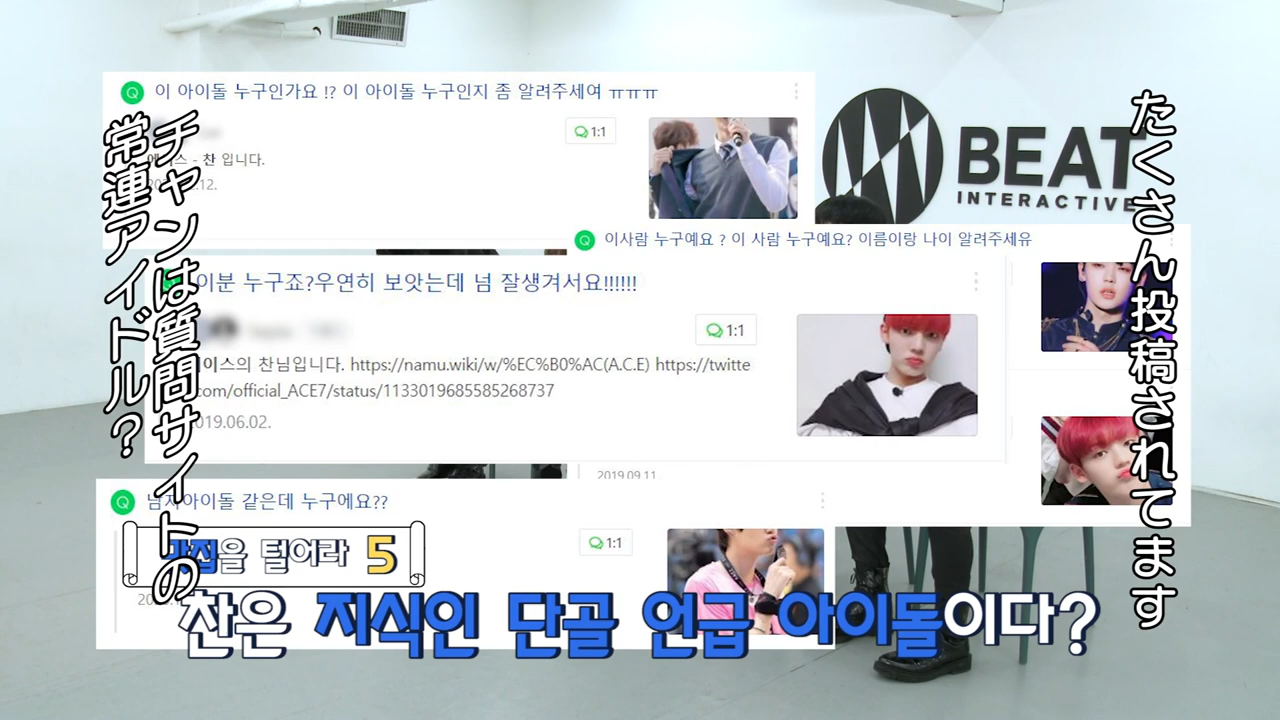 이 아이돌 누구인가요 !? 이 아이돌 누구인지 좀 알려주세여 ㅠㅠㅠ
1:1
찬 입니다.
12.
BEAT
INTERACTIVE
이사람 누구예요 ? 이 사람 누구예요? 이름이랑 나이 알려주세유
이분 누구죠?우연히 보앗는데 넘 잘생겨서요!!!!!!
1:1
이스의 찬님입니다. https://namu.wiki/w/%EC%B0%AC(A.C.E) https://twitte
com/official_ACE7/status/1133019685585268737
2019.06.02.
2019.09.11
남자아이돌 같은데 누구에요??
1:1
을 털어라 5
찬은 지식인 단골 언급 아이돌이다?
たくさん投稿されてます
チャンは質問サイトの
常連アイドル?